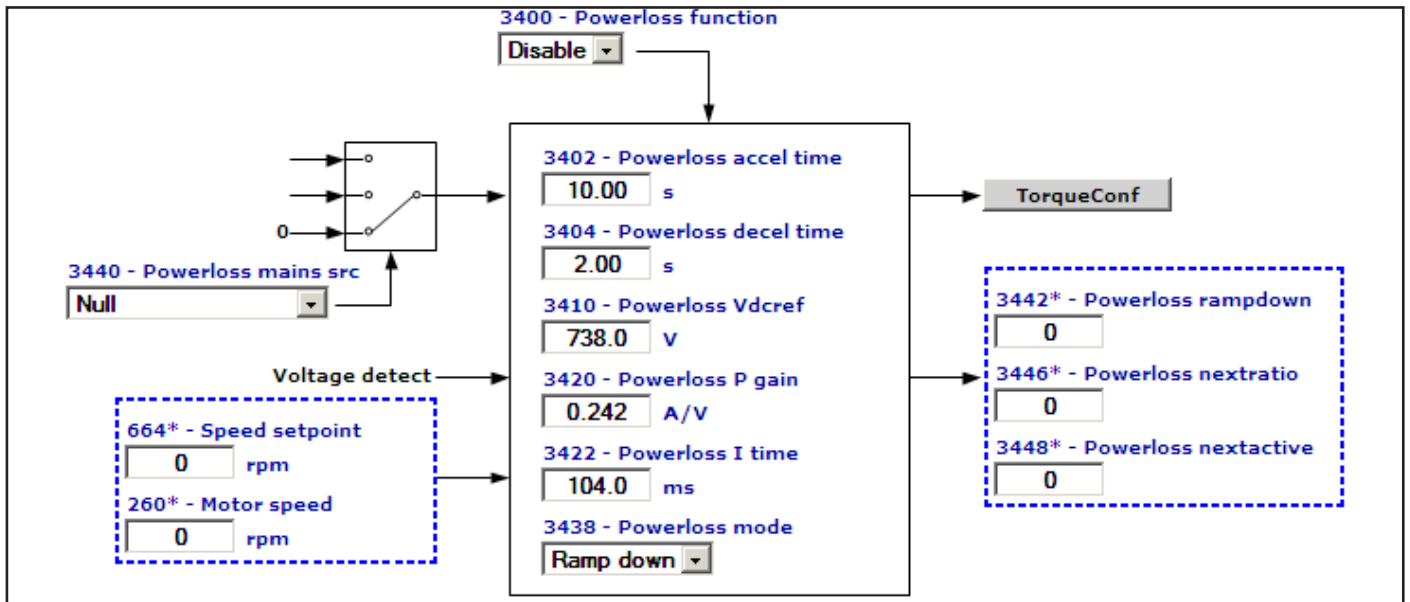 3400 - Powerloss function
Disable
3402 - Powerloss accel time
10.00 s
TorqueConf
3404 - Powerloss decel time
0
2.00 s
3440 - Powerloss mains src
Null
3410 - Powerloss Vdcref
738.0 V
3442* - Powerloss rampdown
0
Voltage detect
3420 - Powerloss P gain
0.242 A/V
3446* - Powerloss nextratio
0
664* - Speed setpoint
0 rpm
3422 - Powerloss I time
104.0 ms
3448* - Powerloss nextactive
0
260* - Motor speed
0 rpm
3438 - Powerloss mode
Ramp down